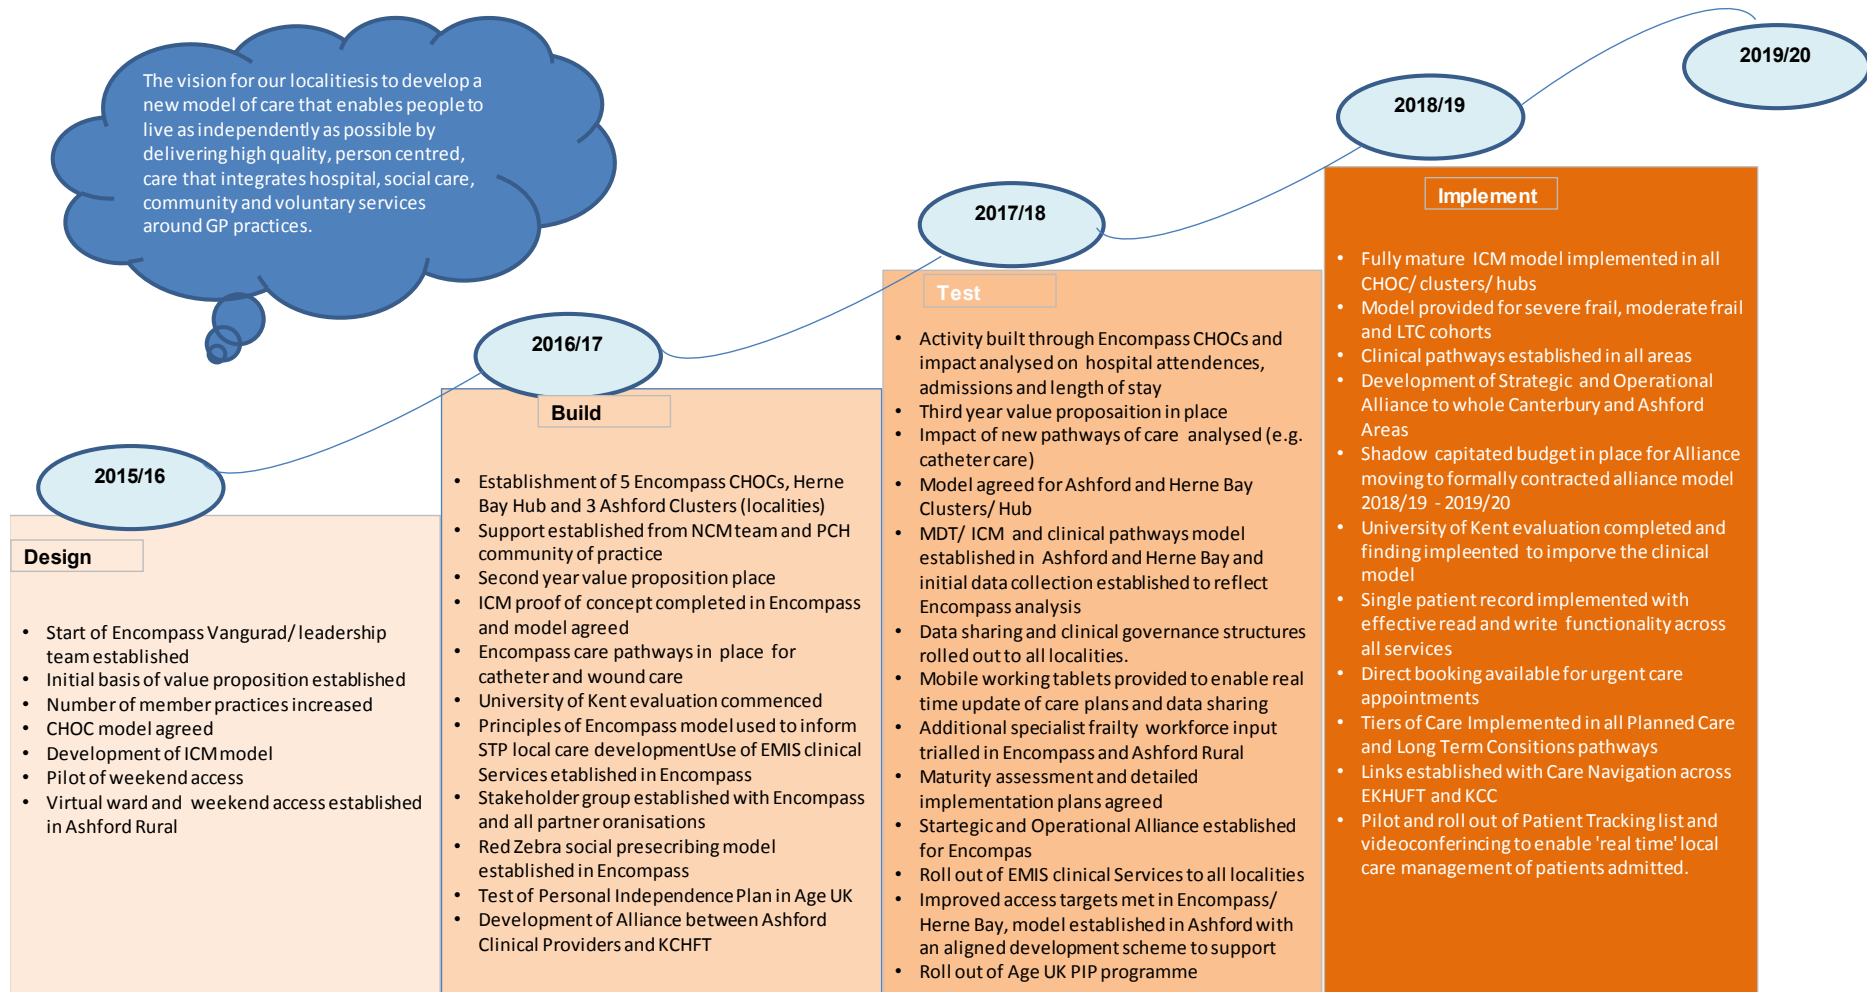 The vision for our localitiesis to develop a
new model of care that enables people to
live as independently as possible by
delivering high quality, person centred,
care that integrates hospital, social care,
community and voluntary services
around GP practices.
2015/16
Design
• Start of Encompass Vangurad/ leadership
team established
• Initial basis of value proposition established
• Number of member practices increased
• CHOC model agreed
• Development of ICM model
• Pilot of weekend access
• Virtual ward and weekend access established
in Ashford Rural
2016/17
Build
• Establishment of 5 Encompass CHOCs, Herne
Bay Hub and 3 Ashford Clusters (localities)
• Support established from NCM team and PCH
community of practice
• Second year value proposition place
• ICM proof of concept completed in Encompass
and model agreed
• Encompass care pathways in place for
catheter and wound care
• University of Kent evaluation commenced
• Principles of Encompass model used to inform
STP local care developmentUse of EMIS clinical
Services etablished in Encompass
• Stakeholder group established with Encompass
and all partner oranisations
• Red Zebra social presecribing model
established in Encompass
• Test of Personal Independence Plan in Age UK
• Development of Alliance between Ashford
Clinical Providers and KCHFT
2017/18
Test
• Activity built through Encompass CHOCs and
impact analysed on hospital attendences,
admissions and length of stay
• Third year value proposaition in place
• Impact of new pathways of care analysed (e.g.
catheter care)
• Model agreed for Ashford and Herne Bay
Clusters/ Hub
• MDT/ ICM and clinical pathways model
established in Ashford and Herne Bay and
initial data collection established to reflect
Encompass analysis
• Data sharing and clinical governance structures
rolled out to all localities.
• Mobile working tablets provided to enable real
time update of care plans and data sharing
• Additional specialist frailty workforce input
trialled in Encompass and Ashford Rural
• Maturity assessment and detailed
implementation plans agreed
• Startegic and Operational Alliance established
for Encompas
• Roll out of EMIS clinical Services to all localities
• Improved access targets met in Encompass/
Herne Bay, model established in Ashford with
an aligned development scheme to support
• Roll out of Age UK PIP programme
2018/19
Implement
• Fully mature ICM model implemented in all
CHOC/ clusters/ hubs
• Model provided for severe frail, moderate frail
and LTC cohorts
• Clinical pathways established in all areas
• Development of Strategic and Operational
Alliance to whole Canterbury and Ashford
Areas
• Shadow capitated budget in place for Alliance
moving to formally contracted alliance model
2018/19 - 2019/20
• University of Kent evaluation completed and
finding impleented to imporve the clinical
model
• Single patient record implemented with
effective read and write functionality across
all services
• Direct booking available for urgent care
appointments
• Tiers of Care Implemented in all Planned Care
and Long Term Consitions pathways
• Links established with Care Navigation across
EKHUFT and KCC
• Pilot and roll out of Patient Tracking list and
videoconferincing to enable 'real time' local
care management of patients admitted.
2019/20